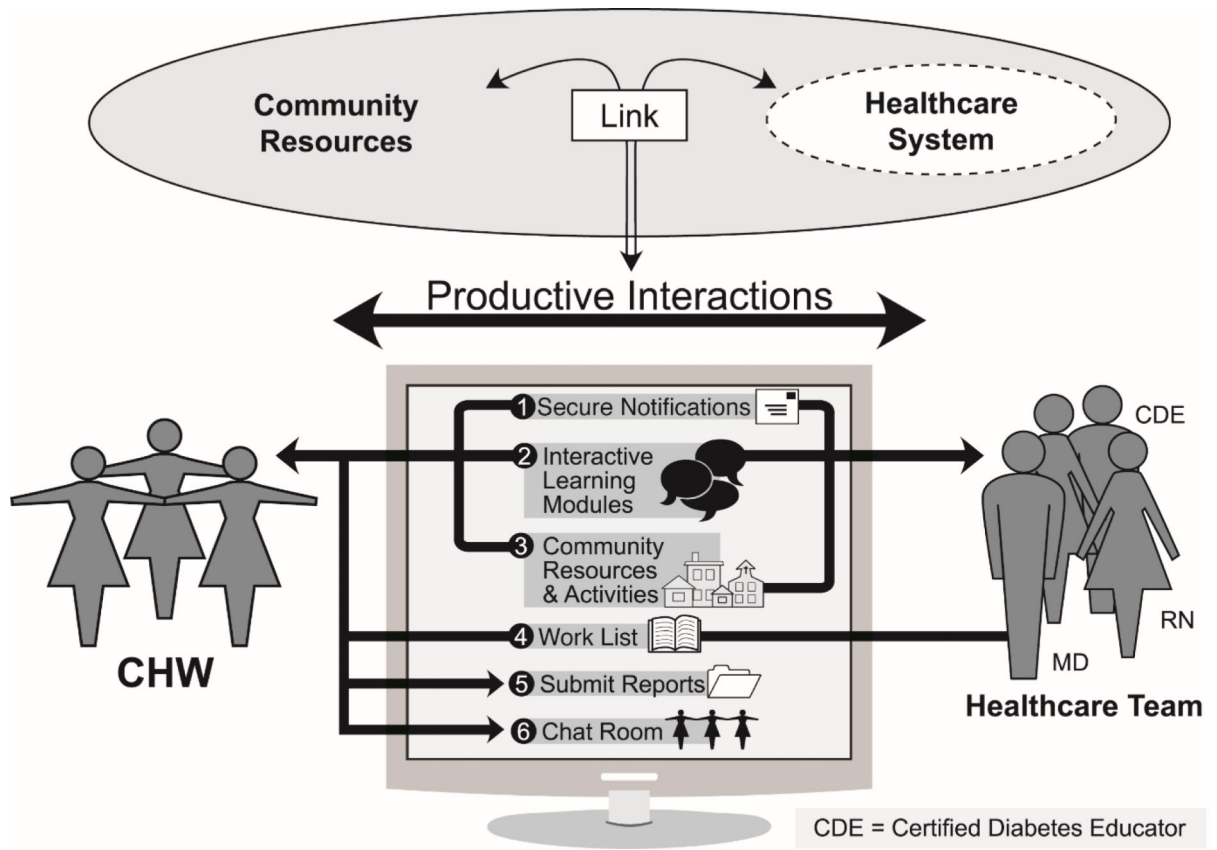 Community
Resources
Link
Healthcare
System
Productive Interactions
1 Secure Notifications
2 Interactive
Learning
Modules
3 Community
Resources
& Activities
4 Work List
5 Submit Reports
6 Chat Room
CHW
CDE
RN
MD
Healthcare Team
CDE = Certified Diabetes Educator